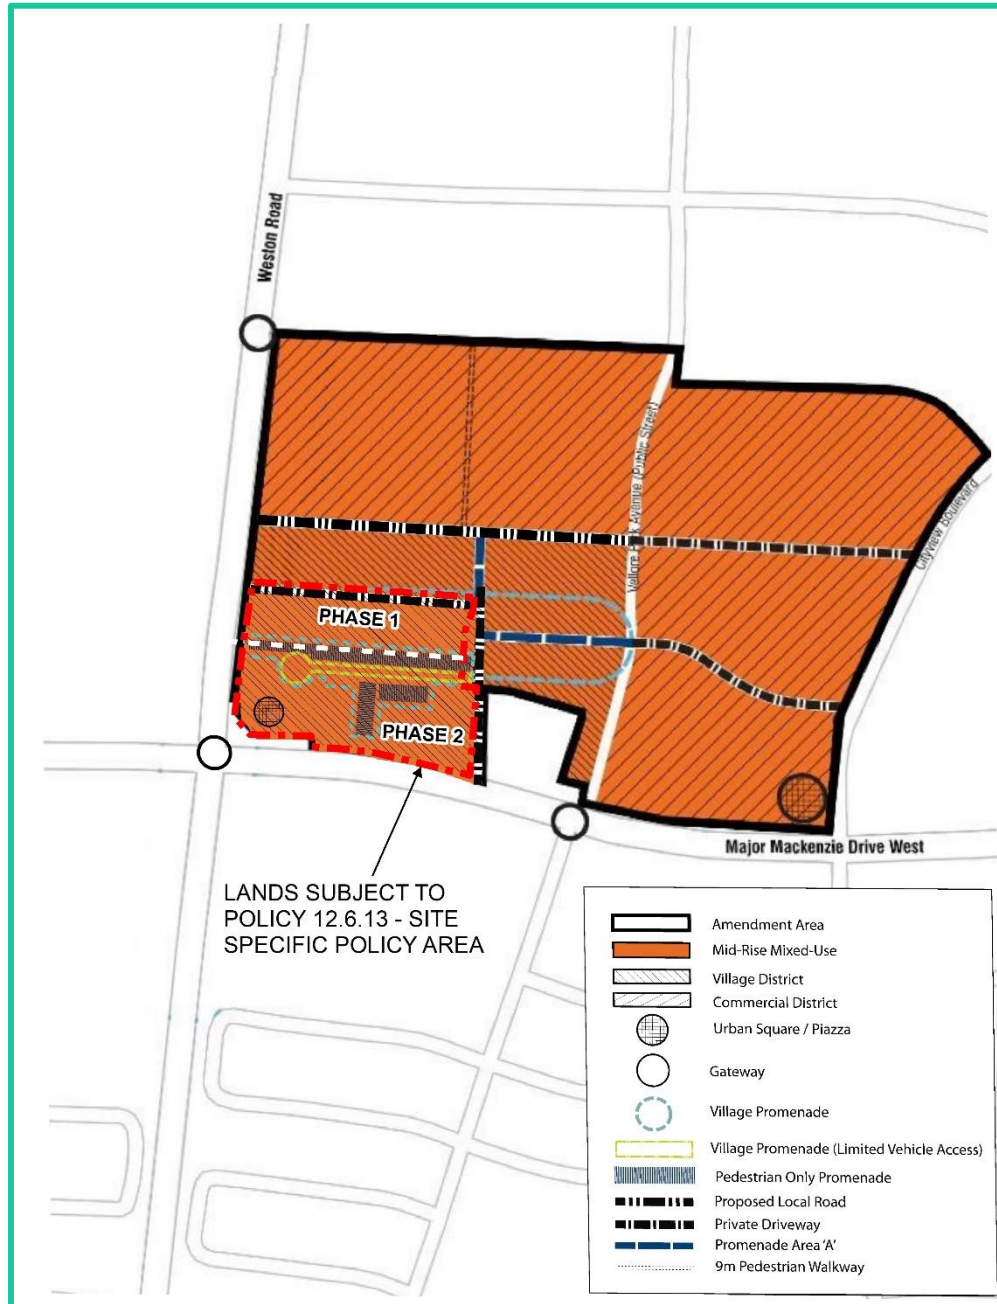 Weston Road
Vellore Park Avenue (Public Street)
Cityview Boulevard
PHASE 1
PHASE 2
Major Mackenzie Drive West
LANDS SUBJECT TO
POLICY 12.6.13 - SITE
SPECIFIC POLICY AREA
Amendment Area
Mid-Rise Mixed-Use
Village District
Commercial District
Urban Square / Piazza
Gateway
Village Promenade
Village Promenade (Limited Vehicle Access)
Pedestrian Only Promenade
Proposed Local Road
Private Driveway
Promenade Area 'A'
9m Pedestrian Walkway